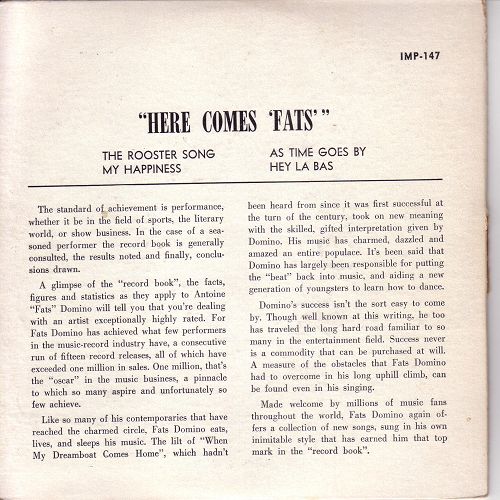 IMP-147
"HERE COMES 'FATS'"
THE ROOSTER SONG
MY HAPPINESS
AS TIME GOES BY
HEY LA BAS
The standard of achievement is performance,
whether it be in the field of sports, the literary
world, or show business. In the case of a sea-
soned performer the record book is generally
consulted, the results noted and finally, conclu-
sions drawn.
A glimpse of the "record book", the facts,
figures and statistics as they apply to Antoine
"Fats" Domino will tell you that you're dealing
with an artist exceptionally highly rated. For
Fats Domino has achieved what few performers
in the music-record industry have, a consecutive
run of fifteen record releases, all of which have
exceeded one million in sales. One million, that's
the "oscar" in the music business, a pinnacle
to which so many aspire and unfortunately so
few achieve.
Like so many of his contemporaries that have
reached the charmed circle, Fats Domino eats,
lives, and sleeps his music. The lilt of "When
My Dreamboat Comes Home", which hadn't
been heard from since it was first successful at
the turn of the century, took on new meaning
with the skilled, gifted interpretation given by
Domino. His music has charmed, dazzled and
amazed an entire populace. It's been said that
Domino has largely been responsible for putting
the "beat" back into music, and aiding a new
generation of youngsters to learn how to dance.
Domino's success isn't the sort easy to come
by. Though well known at this writing, he too
has traveled the long hard road familiar to so
many in the entertainment field. Success never
is a commodity that can be purchased at will.
A measure of the obstacles that Fats Domino
had to overcome in his long uphill climb, can
be found even in his singing.
Made welcome by millions of music fans
throughout the world, Fats Domino again of-
fers a collection of new songs, sung in his own
inimitable style that has earned him that top
mark in the "record book".